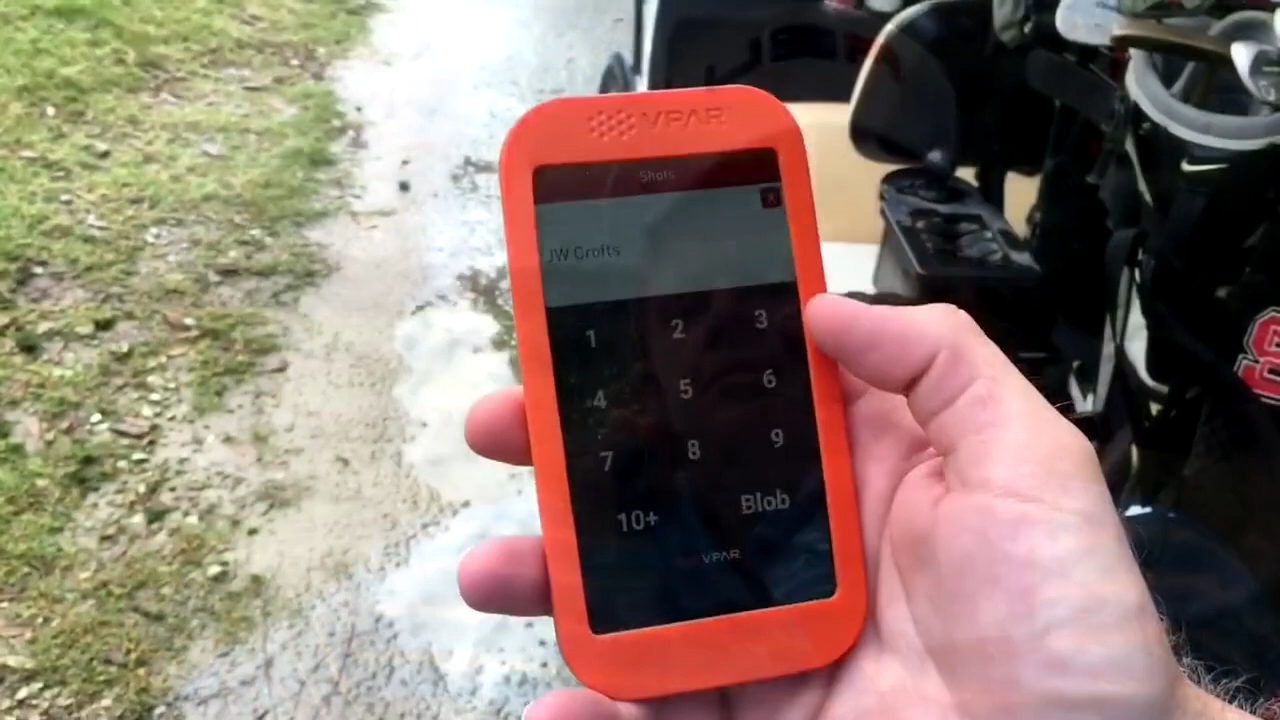 VPAR
Shots
X
JW Crofts
1 2 3
4 5 6
7 8 9
10+ Blob
VPAR
S